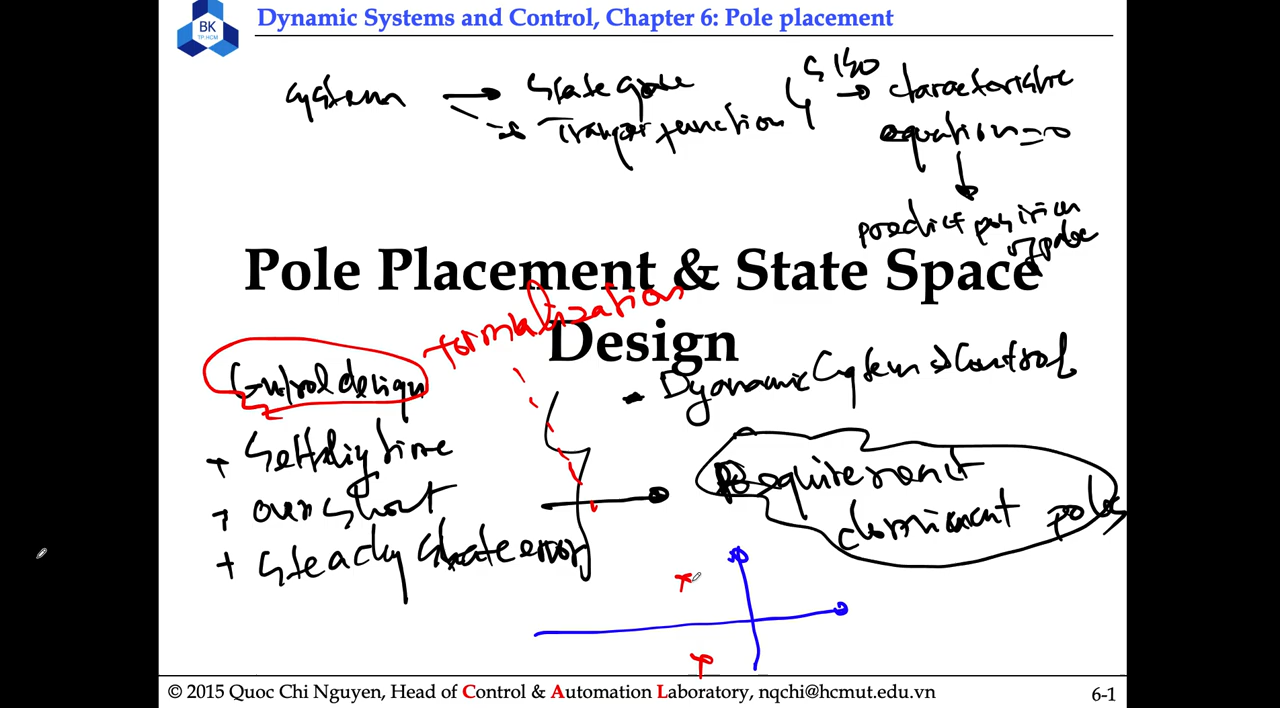 BK
TP.HCM
Dynamic Systems and Control, Chapter 6: Pole placement
system → State space
Transfer function
SISO → characteristic
equation = 0
predict position
of pole
Pole Placement & State Space
Design
formalization
Control design
- Dynamic System & Control
+ Settling time
+ overshoot
+ steady state error
Requirement
dominant poles
© 2015 Quoc Chi Nguyen, Head of Control & Automation Laboratory, nqchi@hcmut.edu.vn
6-1